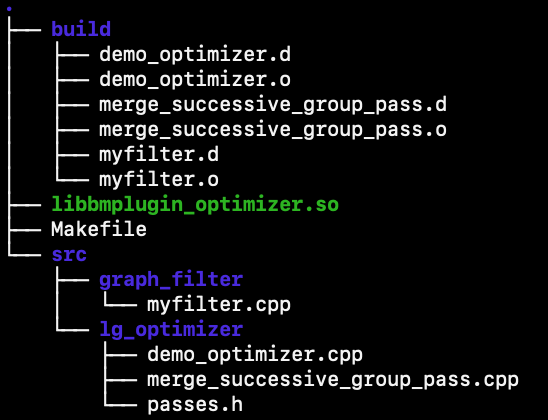 .
├── build
│   ├── demo_optimizer.d
│   ├── demo_optimizer.o
│   ├── merge_successive_group_pass.d
│   ├── merge_successive_group_pass.o
│   ├── myfilter.d
│   └── myfilter.o
├── libbmplugin_optimizer.so
├── Makefile
└── src
    ├── graph_filter
    │   └── myfilter.cpp
    └── lg_optimizer
        ├── demo_optimizer.cpp
        ├── merge_successive_group_pass.cpp
        └── passes.h